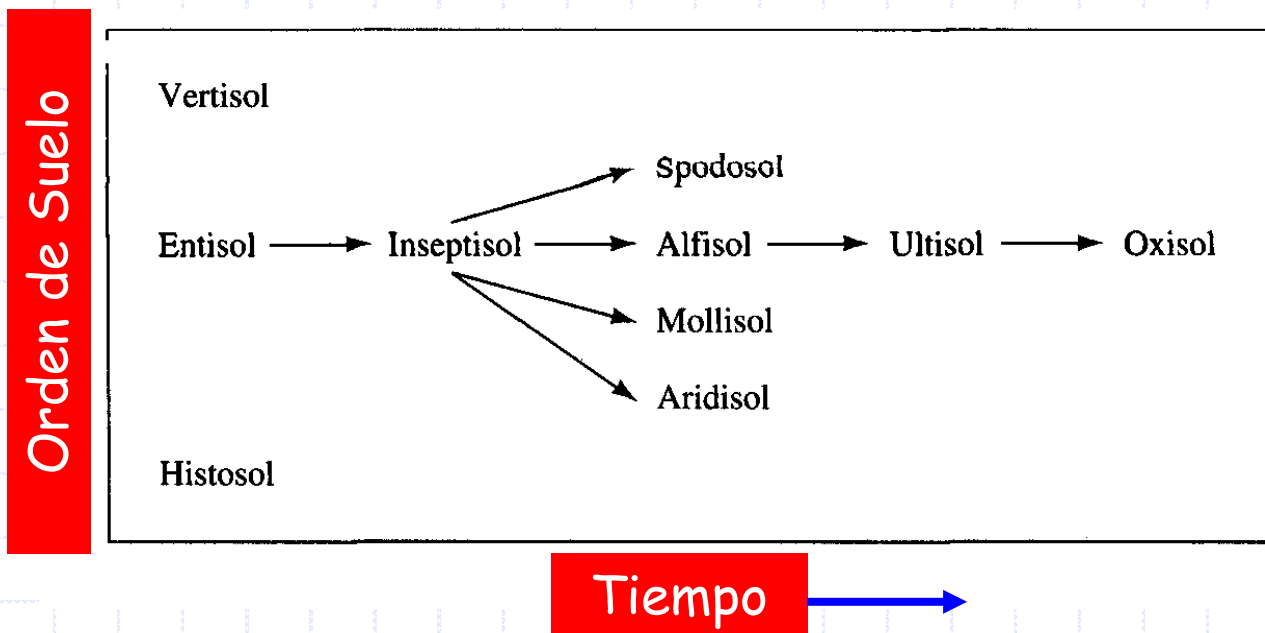 Orden de Suelo
Vertisol
Spodosol
Entisol Inseptisol Alfisol Ultisol Oxisol
Mollisol
Aridisol
Histosol
Tiempo